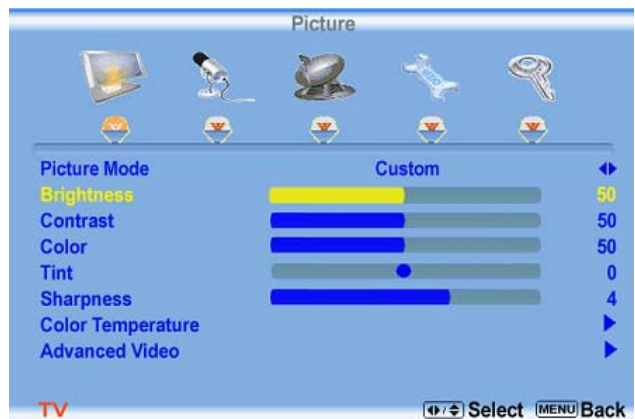 Picture
Picture Mode Custom
Brightness 50
Contrast 50
Color 50
Tint 0
Sharpness 4
Color Temperature
Advanced Video
TV Select MENU Back